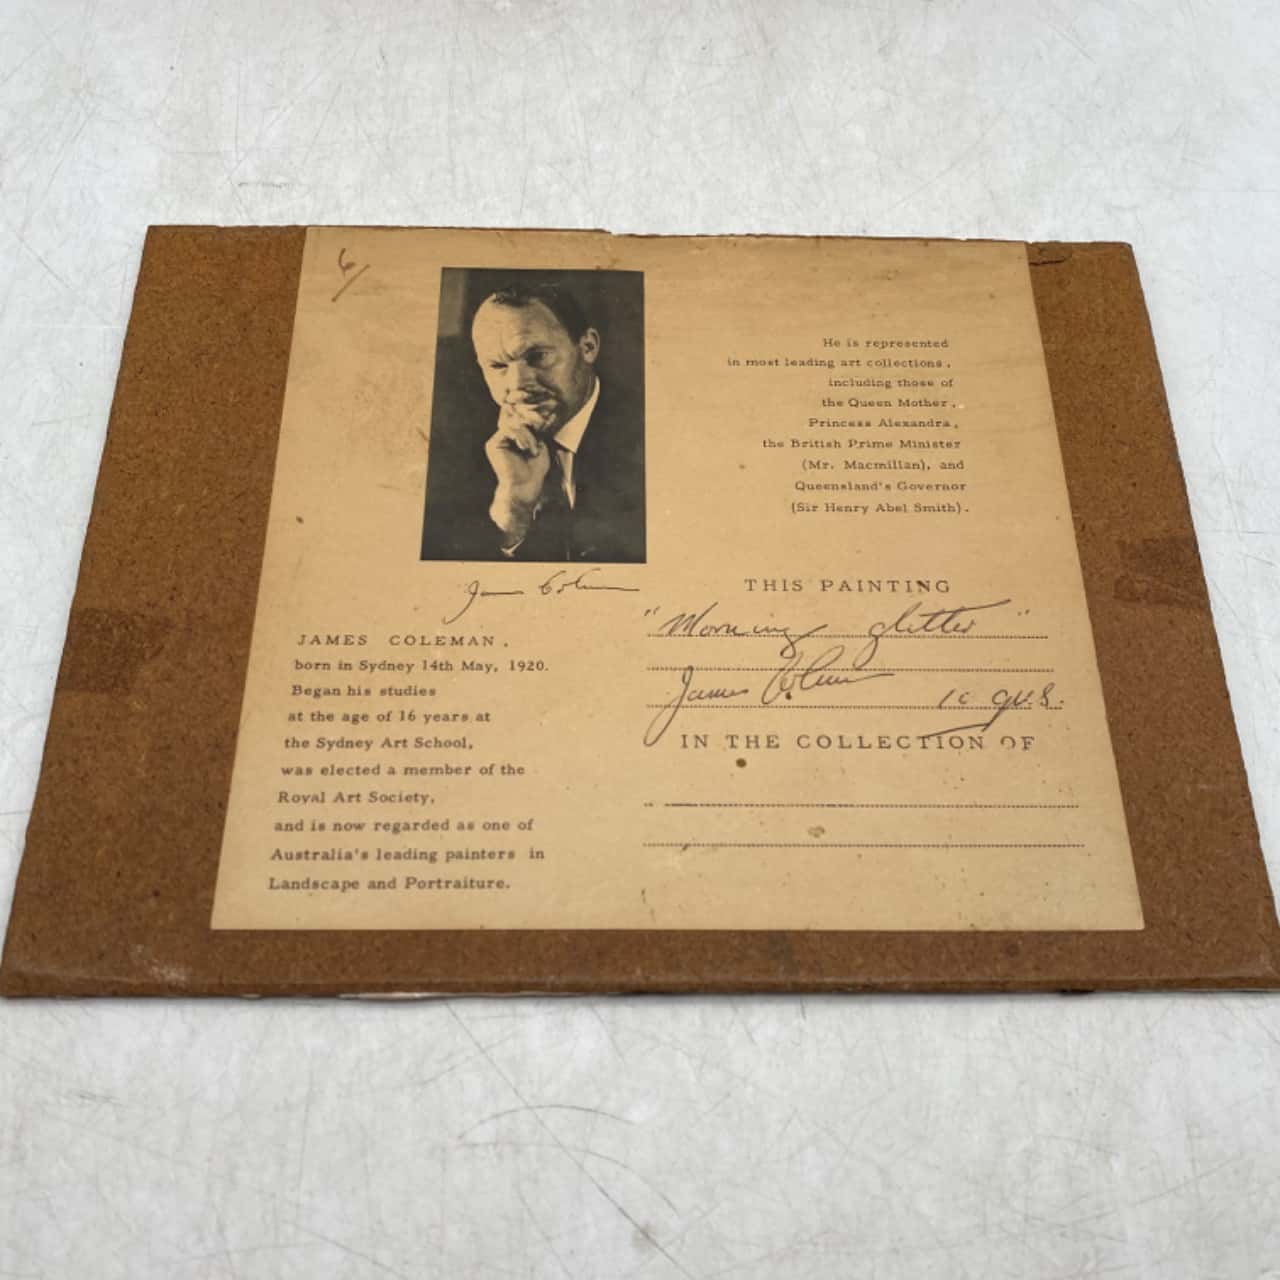 6/
James Coleman
JAMES COLEMAN,
born in Sydney 14th May, 1920.
Began his studies
at the age of 16 years at
the Sydney Art School,
was elected a member of the
Royal Art Society,
and is now regarded as one of
Australia's leading painters in
Landscape and Portraiture.
He is represented
in most leading art collections,
including those of
the Queen Mother,
Princess Alexandra,
the British Prime Minister
(Mr. Macmillan), and
Queensland's Governor
(Sir Henry Abel Smith).
THIS PAINTING
"Morning glitter"
James Coleman gns.
IN THE COLLECTION OF